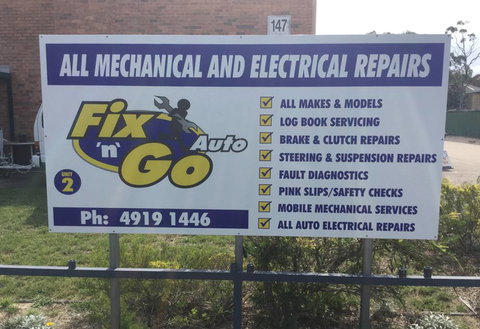 147
ALL MECHANICAL AND ELECTRICAL REPAIRS
Fix
'n'
Auto
Go
UNIT
2
Ph: 4919 1446
ALL MAKES & MODELS
LOG BOOK SERVICING
BRAKE & CLUTCH REPAIRS
STEERING & SUSPENSION REPAIRS
FAULT DIAGNOSTICS
PINK SLIPS/SAFETY CHECKS
MOBILE MECHANICAL SERVICES
ALL AUTO ELECTRICAL REPAIRS